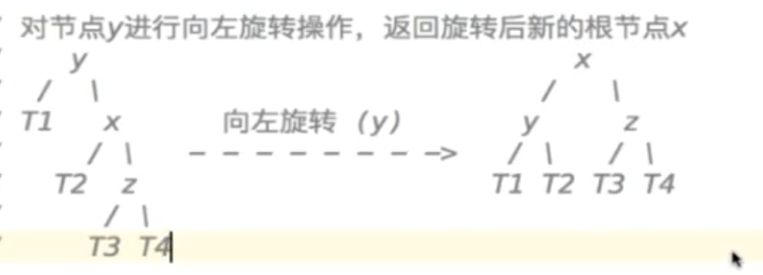 对节点y进行向左旋转操作，返回旋转后新的根节点x
y x
/ \ / \
T1 x 向左旋转 (y) y z
/ \ - - - - - - - -> / \ / \
T2 z T1 T2 T3 T4
/ \
T3 T4